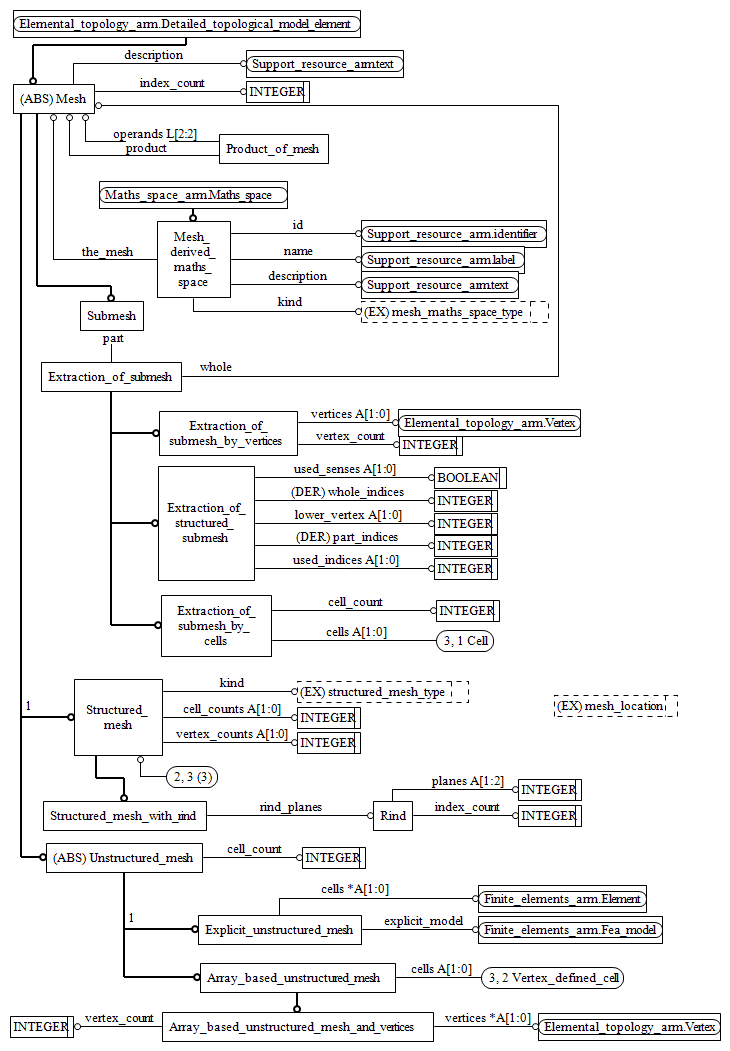 Elemental_topology_arm.Detailed_topological_model_element
description
Support_resource_arm.text
(ABS) Mesh
index_count
INTEGER
operands L[2:2]
product
Product_of_mesh
Maths_space_arm.Maths_space
id
Mesh_
derived_
maths_
space
Support_resource_arm.identifier
name
Support_resource_arm.label
the_mesh
description
Support_resource_arm.text
kind
(EX) mesh_maths_space_type
Submesh
part
Extraction_of_submesh
whole
Extraction_of_
submesh_by_vertices
vertices A[1:0]
Elemental_topology_arm.Vertex
vertex_count
INTEGER
Extraction_of_
structured_
submesh
used_senses A[1:0]
BOOLEAN
(DER) whole_indices
INTEGER
lower_vertex A[1:0]
INTEGER
(DER) part_indices
INTEGER
used_indices A[1:0]
INTEGER
Extraction_of_
submesh_by_
cells
cell_count
INTEGER
cells A[1:0]
3, 1 Cell
1
Structured_
mesh
kind
(EX) structured_mesh_type
(EX) mesh_location
cell_counts A[1:0]
INTEGER
vertex_counts A[1:0]
INTEGER
2, 3 (3)
Structured_mesh_with_rind
rind_planes
Rind
planes A[1:2]
INTEGER
index_count
INTEGER
(ABS) Unstructured_mesh
cell_count
INTEGER
1
cells *A[1:0]
Finite_elements_arm.Element
Explicit_unstructured_mesh
explicit_model
Finite_elements_arm.Fea_model
Array_based_unstructured_mesh
cells A[1:0]
3, 2 Vertex_defined_cell
INTEGER
vertex_count
Array_based_unstructured_mesh_and_vertices
vertices *A[1:0]
Elemental_topology_arm.Vertex